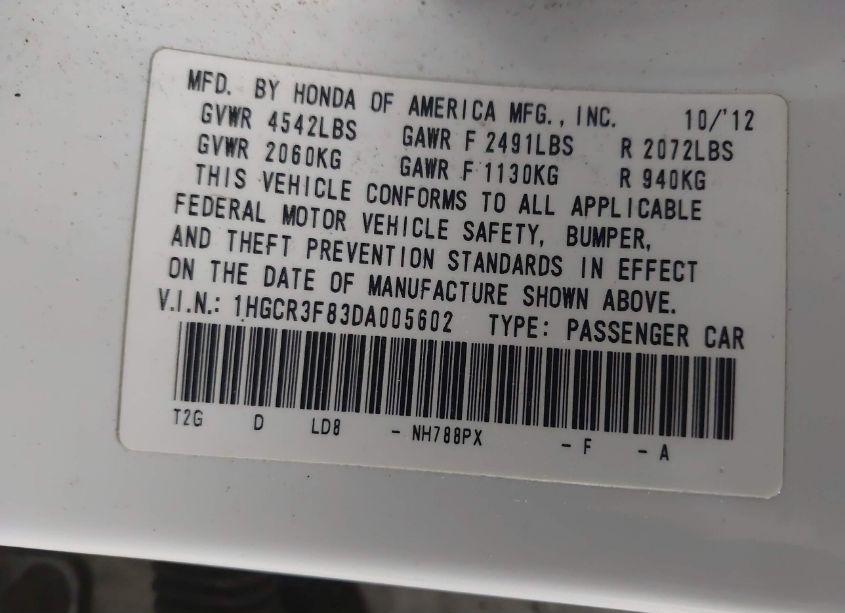 MFD. BY HONDA OF AMERICA MFG., INC. 10/'12
GVWR 4542LBS GAWR F 2491LBS R 2072LBS
GVWR 2060KG GAWR F 1130KG R 940KG
THIS VEHICLE CONFORMS TO ALL APPLICABLE
FEDERAL MOTOR VEHICLE SAFETY, BUMPER,
AND THEFT PREVENTION STANDARDS IN EFFECT
ON THE DATE OF MANUFACTURE SHOWN ABOVE.
V.I.N.: 1HGCR3F83DA005602 TYPE: PASSENGER CAR
T2G D LD8 - NH788PX - F - A